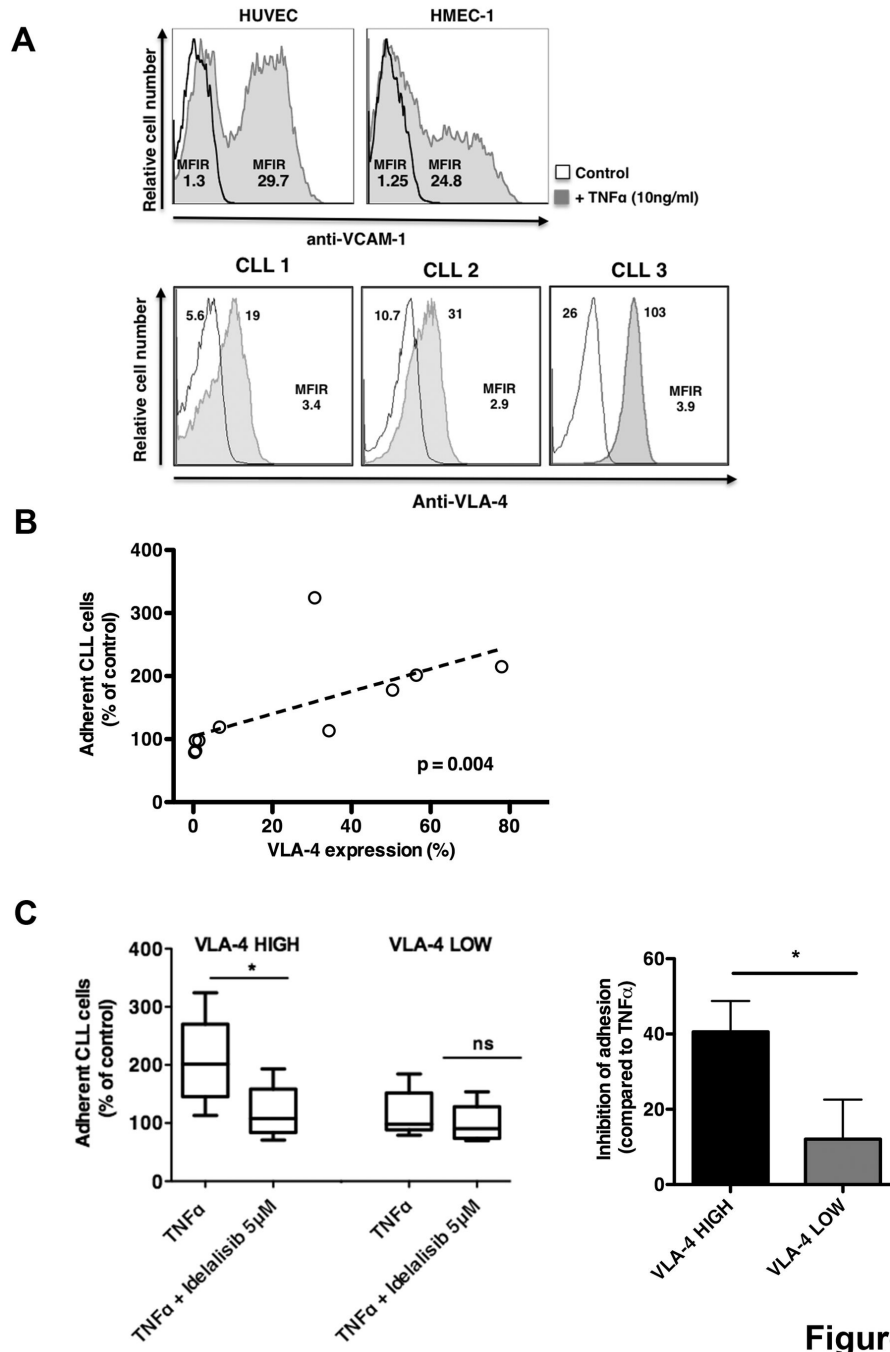 A
HUVEC
HMEC-1
Relative cell number
MFIR
1.3
MFIR
29.7
MFIR
1.25
MFIR
24.8
Control
+ TNFα (10ng/ml)
anti-VCAM-1
CLL 1
CLL 2
CLL 3
Relative cell number
5.6
19
MFIR
3.4
10.7
31
MFIR
2.9
26
103
MFIR
3.9
Anti-VLA-4
B
Adherent CLL cells
(% of control)
400
300
200
100
0
p = 0.004
0 20 40 60 80
VLA-4 expression (%)
C
Adherent CLL cells
(% of control)
400
300
200
100
0
VLA-4 HIGH
*
VLA-4 LOW
ns
TNFα
TNFα + Idelalisib 5µM
TNFα
TNFα + Idelalisib 5µM
Inhibition of adhesion
(compared to TNFα)
60
40
20
0
*
VLA-4 HIGH
VLA-4 LOW
Figur